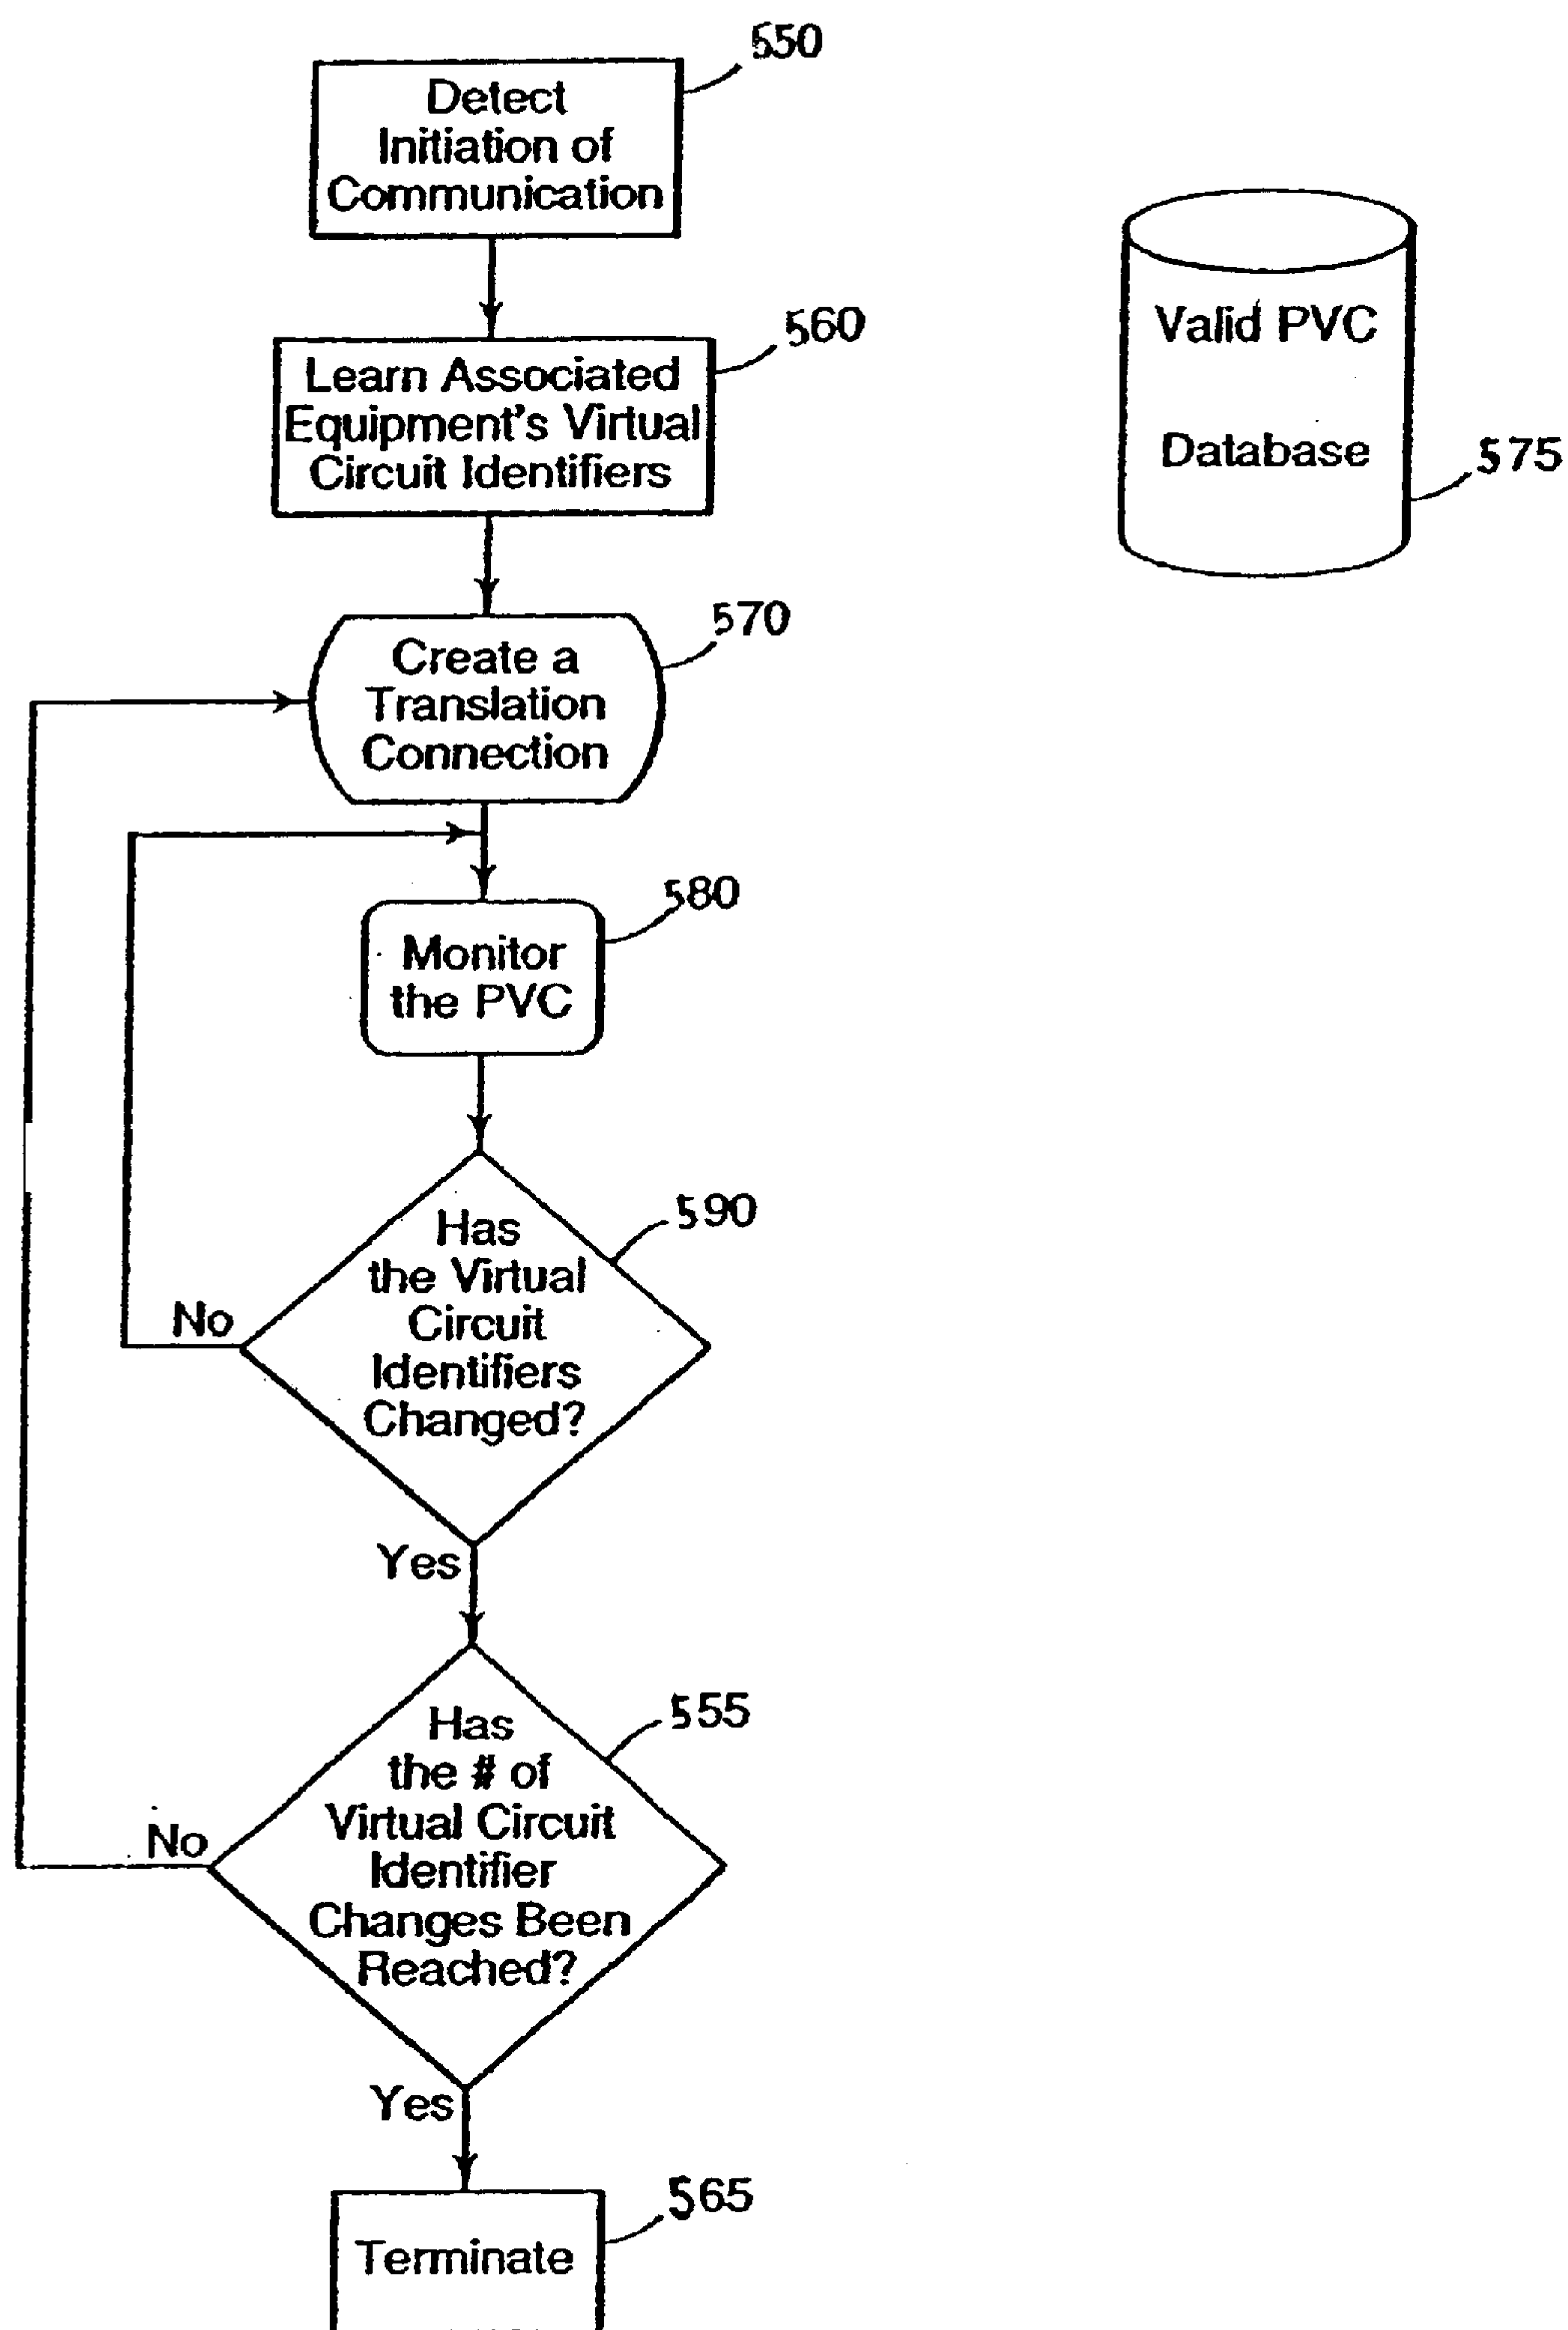 550
Detect
Initiation of
Communication
560
Learn Associated
Equipment's Virtual
Circuit Identifiers
Valid PVC
Database
575
570
Create a
Translation
Connection
580
Monitor
the PVC
590
Has
the Virtual
Circuit
Identifiers
Changed?
No
Yes
555
Has
the # of
Virtual Circuit
Identifier
Changes Been
Reached?
No
Yes
565
Terminate